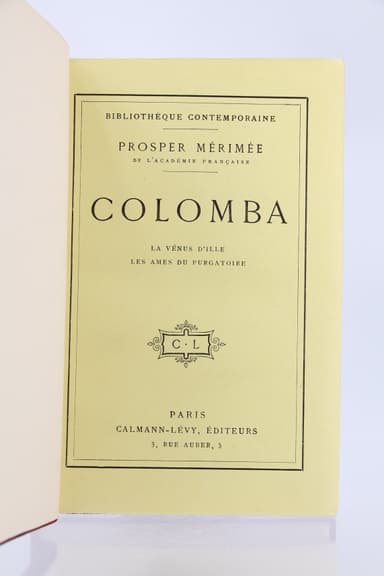 BIBLIOTHÈQUE CONTEMPORAINE
PROSPER MÉRIMÉE
DE L'ACADÉMIE FRANÇAISE
COLOMBA
LA VÉNUS D'ILLE
LES AMES DU PURGATOIRE
C · L
PARIS
CALMANN-LÉVY, ÉDITEURS
3, RUE AUBER, 3